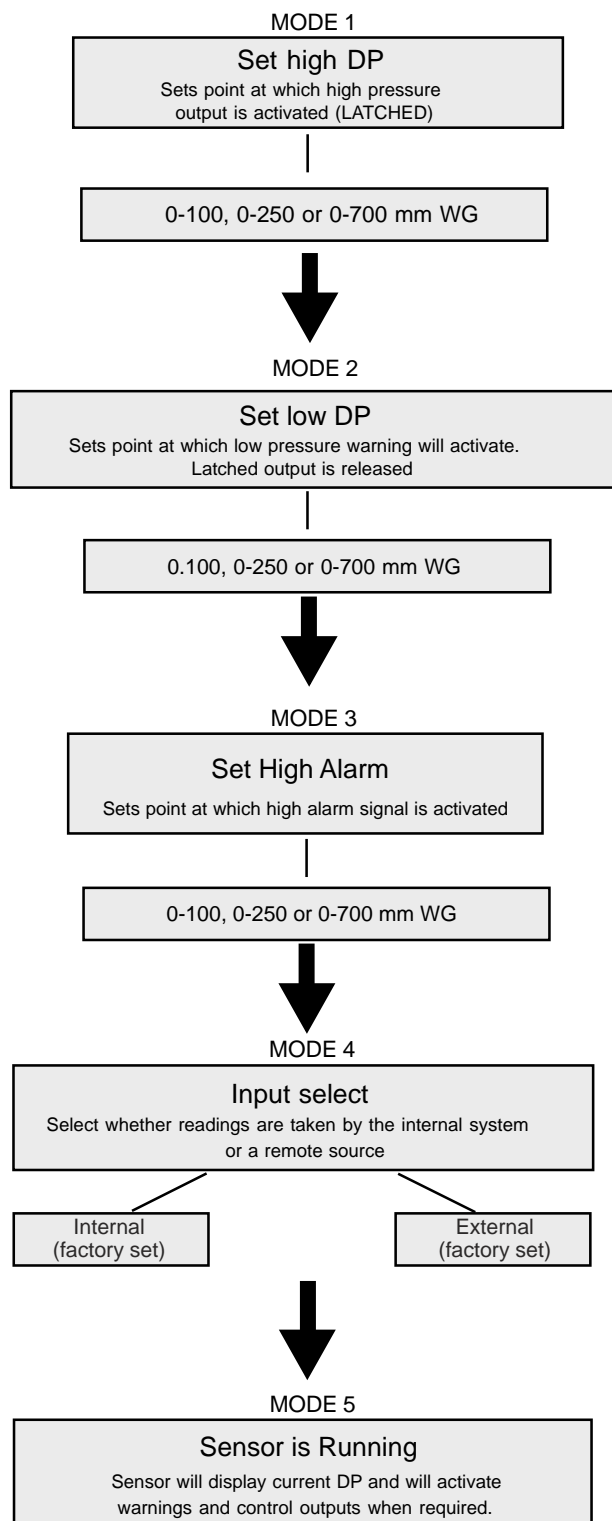 MODE 1
Set high DP
Sets point at which high pressure
output is activated (LATCHED)
0-100, 0-250 or 0-700 mm WG
MODE 2
Set low DP
Sets point at which low pressure warning will activate.
Latched output is released
0.100, 0-250 or 0-700 mm WG
MODE 3
Set High Alarm
Sets point at which high alarm signal is activated
0-100, 0-250 or 0-700 mm WG
MODE 4
Input select
Select whether readings are taken by the internal system
or a remote source
Internal
(factory set)
External
(factory set)
MODE 5
Sensor is Running
Sensor will display current DP and will activate
warnings and control outputs when required.